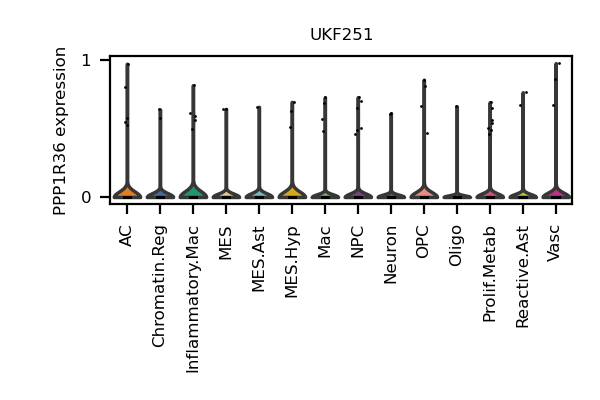 UKF251
PPP1R36 expression
1
0
AC
Chromatin.Reg
Inflammatory.Mac
MES
MES.Ast
MES.Hyp
Mac
NPC
Neuron
OPC
Oligo
Prolif.Metab
Reactive.Ast
Vasc